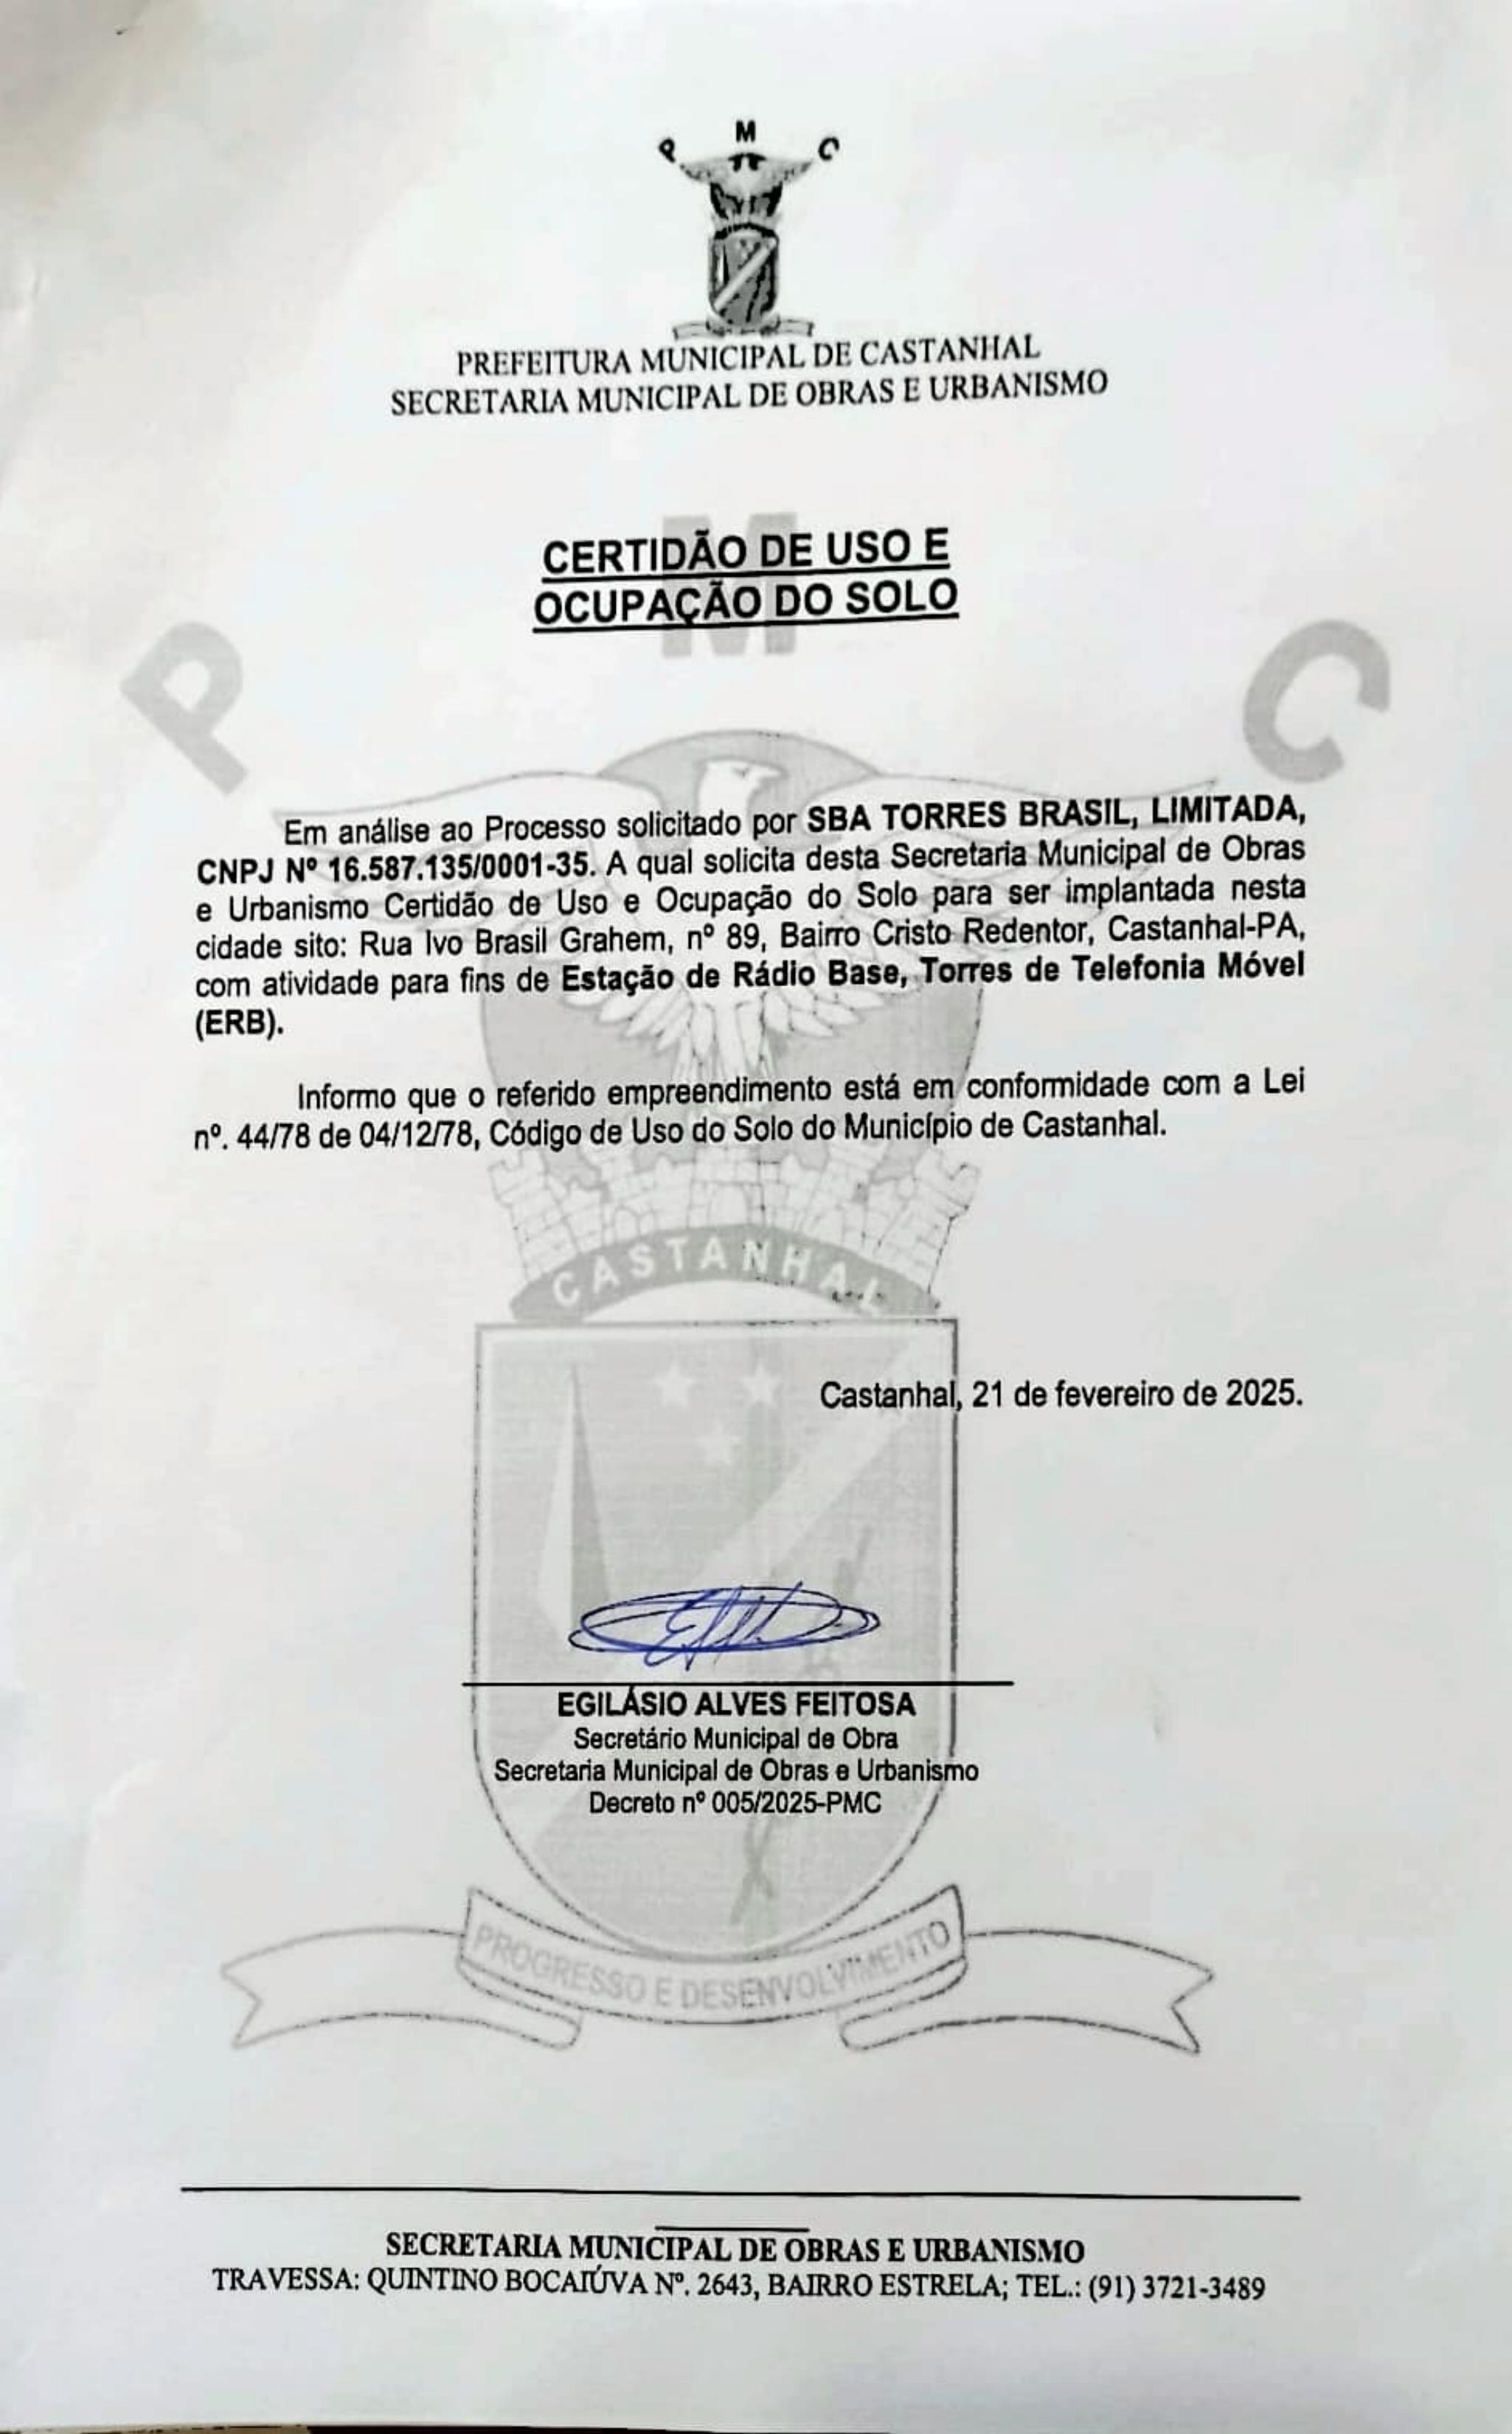 P M C
PREFEITURA MUNICIPAL DE CASTANHAL
SECRETARIA MUNICIPAL DE OBRAS E URBANISMO
P M C
CERTIDÃO DE USO E
OCUPAÇÃO DO SOLO
Em análise ao Processo solicitado por SBA TORRES BRASIL, LIMITADA,
CNPJ Nº 16.587.135/0001-35. A qual solicita desta Secretaria Municipal de Obras
e Urbanismo Certidão de Uso e Ocupação do Solo para ser implantada nesta
cidade sito: Rua Ivo Brasil Grahem, nº 89, Bairro Cristo Redentor, Castanhal-PA,
com atividade para fins de Estação de Rádio Base, Torres de Telefonia Móvel
(ERB).
Informo que o referido empreendimento está em conformidade com a Lei
nº. 44/78 de 04/12/78, Código de Uso do Solo do Município de Castanhal.
CASTANHAL
Castanhal, 21 de fevereiro de 2025.
EGILÁSIO ALVES FEITOSA
Secretário Municipal de Obra
Secretaria Municipal de Obras e Urbanismo
Decreto nº 005/2025-PMC
PROGRESSO E DESENVOLVIMENTO
SECRETARIA MUNICIPAL DE OBRAS E URBANISMO
TRAVESSA: QUINTINO BOCAIÚVA Nº. 2643, BAIRRO ESTRELA; TEL.: (91) 3721-3489